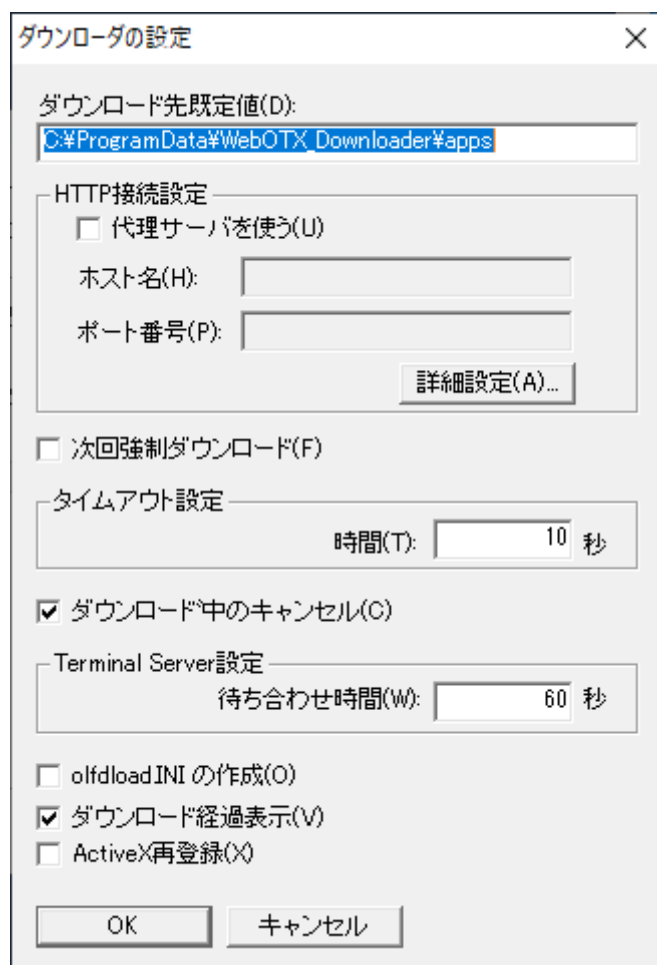 ダウンローダの設定
ダウンロード先既定値(D):
C:¥ProgramData¥WebOTX_Downloader¥apps
HTTP接続設定
代理サーバを使う(U)
ホスト名(H):
ポート番号(P):
詳細設定(A)...
次回強制ダウンロード(F)
タイムアウト設定
時間(T): 10 秒
ダウンロード中のキャンセル(C)
Terminal Server設定
待ち合わせ時間(W): 60 秒
olfdload.INI の作成(O)
ダウンロード経過表示(V)
ActiveX再登録(X)
OK キャンセル